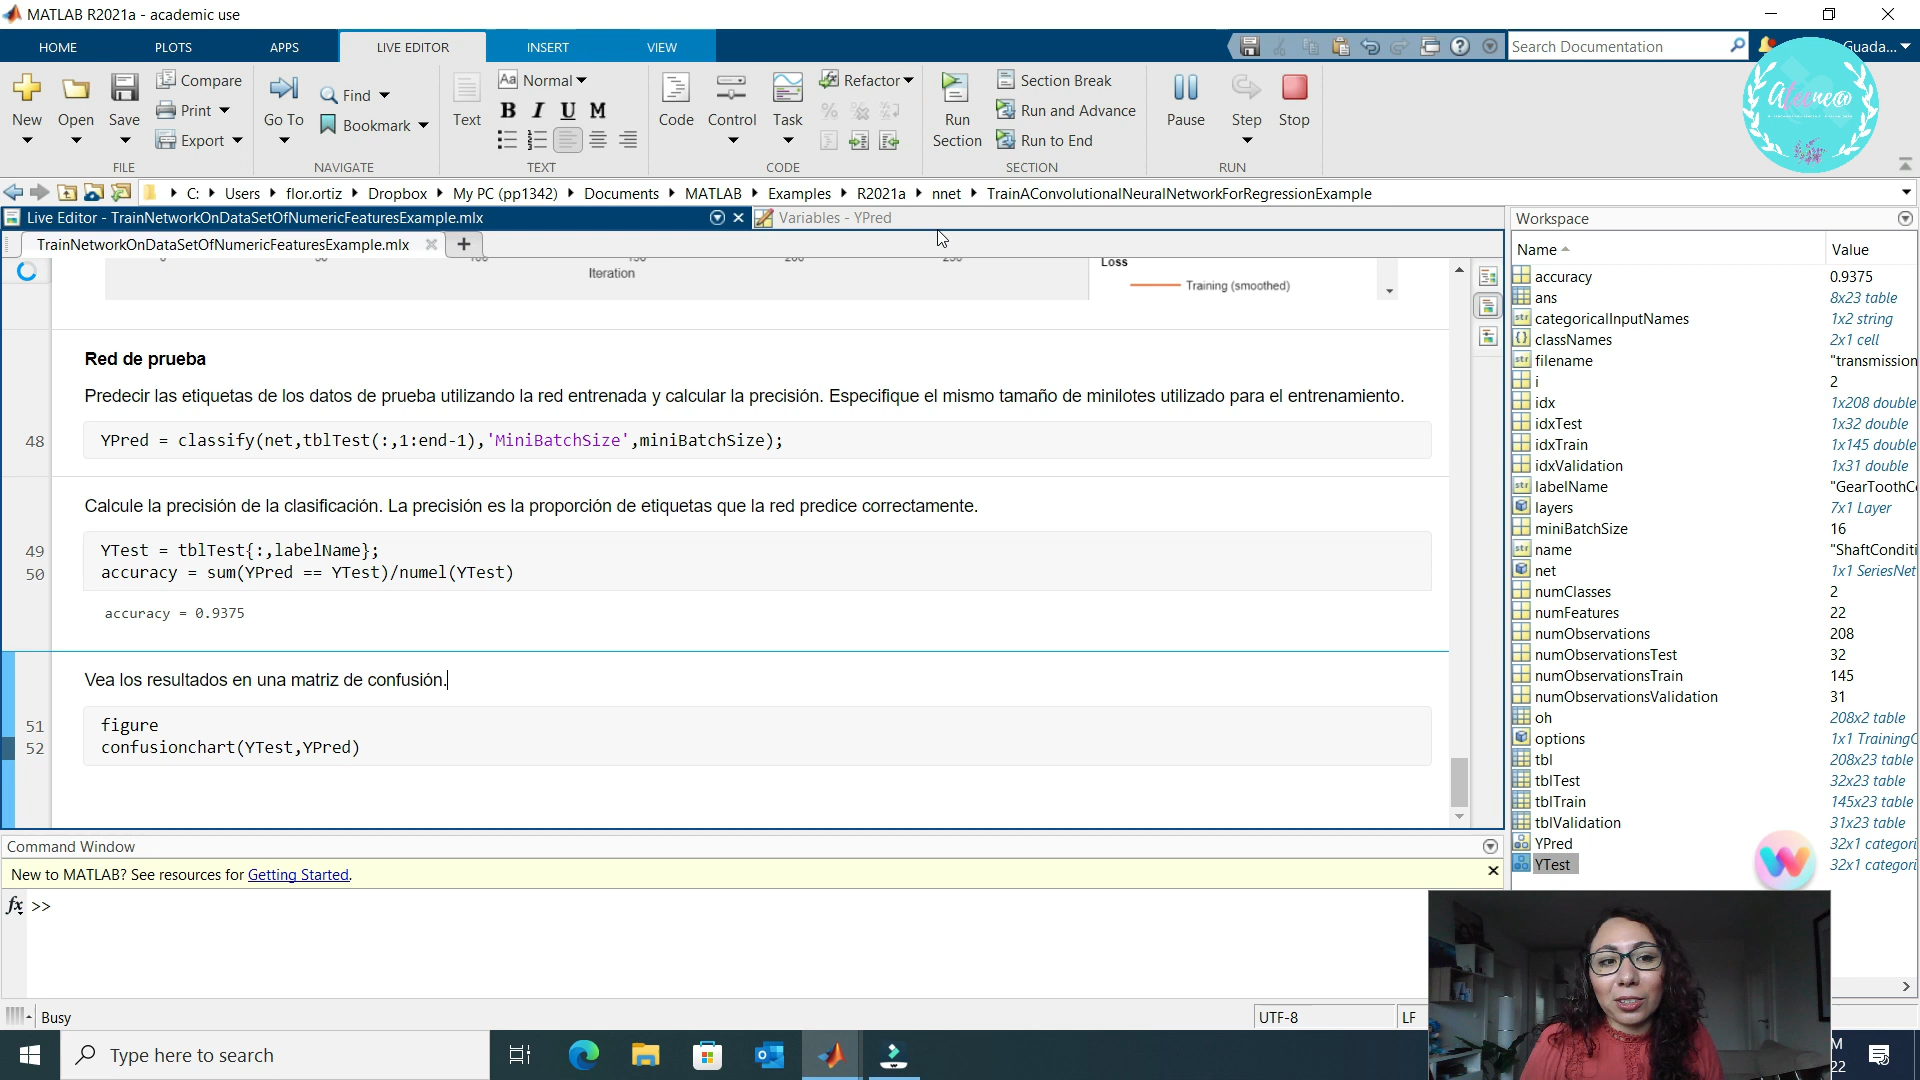 MATLAB R2021a - academic use
HOME PLOTS APPS LIVE EDITOR INSERT VIEW
Search Documentation
Guada...
New Open Save Compare Print Export
FILE
Go To Find Bookmark
NAVIGATE
Text Aa Normal
B I U M
TEXT
Code Control Task Refactor
CODE
Run Section Section Break Run and Advance Run to End
SECTION
Pause Step Stop
RUN
Ateneo
C: Users flor.ortiz Dropbox My PC (pp1342) Documents MATLAB Examples R2021a nnet TrainAConvolutionalNeuralNetworkForRegressionExample
Live Editor - TrainNetworkOnDataSetOfNumericFeaturesExample.mlx
Variables - YPred
TrainNetworkOnDataSetOfNumericFeaturesExample.mlx
Iteration
Loss
Training (smoothed)
Red de prueba
Predecir las etiquetas de los datos de prueba utilizando la red entrenada y calcular la precisión. Especifique el mismo tamaño de minilotes utilizado para el entrenamiento.
48 YPred = classify(net,tblTest(:,1:end-1),'MiniBatchSize',miniBatchSize);
Calcule la precisión de la clasificación. La precisión es la proporción de etiquetas que la red predice correctamente.
49 YTest = tblTest{:,labelName};
50 accuracy = sum(YPred == YTest)/numel(YTest)
accuracy = 0.9375
Vea los resultados en una matriz de confusión.
51 figure
52 confusionchart(YTest,YPred)
Command Window
New to MATLAB? See resources for Getting Started.
fx >>
Busy
UTF-8
LF
Workspace
Name Value
accuracy 0.9375
ans 8x23 table
categoricalInputNames 1x2 string
classNames 2x1 cell
filename "transmission
i 2
idx 1x208 double
idxTest 1x32 double
idxTrain 1x145 double
idxValidation 1x31 double
labelName "GearToothC
layers 7x1 Layer
miniBatchSize 16
name "ShaftConditi
net 1x1 SeriesNet
numClasses 2
numFeatures 22
numObservations 208
numObservationsTest 32
numObservationsTrain 145
numObservationsValidation 31
oh 208x2 table
options 1x1 Training
tbl 208x23 table
tblTest 32x23 table
tblTrain 145x23 table
tblValidation 31x23 table
YPred 32x1 categori
YTest 32x1 categori
Type here to search